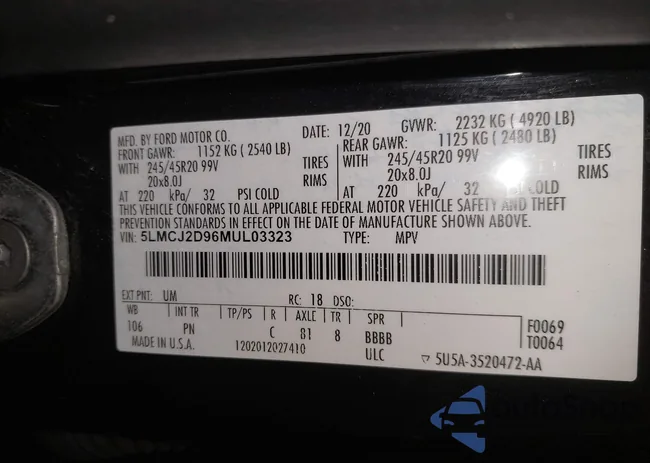 MFD. BY FORD MOTOR CO.
DATE: 12/20
GVWR: 2232 KG ( 4920 LB)
FRONT GAWR: 1152 KG ( 2540 LB)
REAR GAWR: 1125 KG ( 2480 LB)
WITH 245/45R20 99V TIRES
WITH 245/45R20 99V TIRES
20x8.0J RIMS
20x8.0J RIMS
AT 220 kPa/ 32 PSI COLD
AT 220 kPa/ 32 PSI COLD
THIS VEHICLE CONFORMS TO ALL APPLICABLE FEDERAL MOTOR VEHICLE SAFETY AND THEFT
PREVENTION STANDARDS IN EFFECT ON THE DATE OF MANUFACTURE SHOWN ABOVE.
VIN: 5LMCJ2D96MUL03323
TYPE: MPV
EXT PNT: UM RC: 18 DSO:
WB INT TR TP/PS R AXLE TR SPR
106 PN C 81 8 BBBB
F0069
T0064
MADE IN U.S.A. 1202012027410 ULC
5U5A-3520472-AA